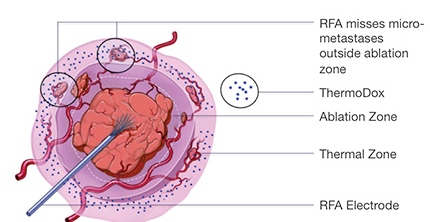 RFA misses micro-
metastases
outside ablation
zone
ThermoDox
Ablation Zone
Thermal Zone
RFA Electrode